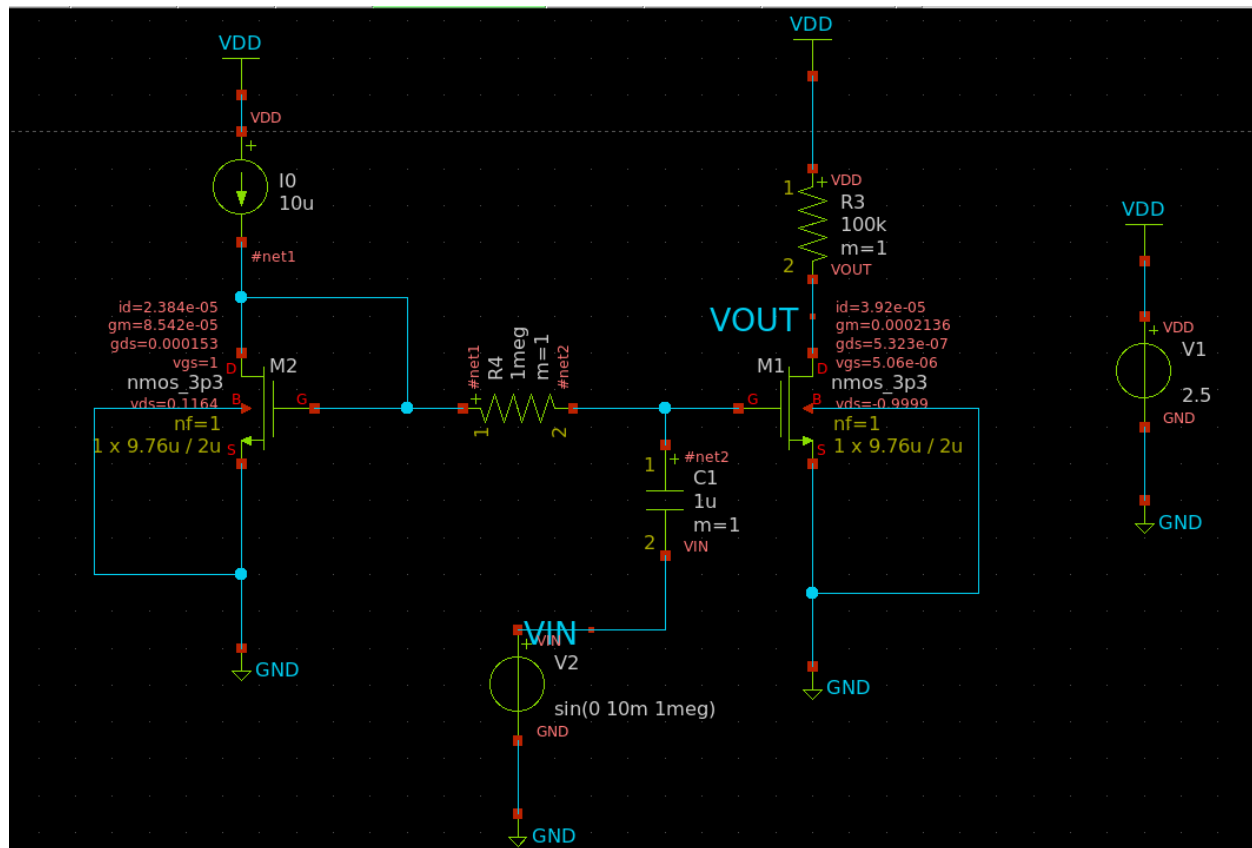 VDD
VDD
+
I0
10u
#net1
id=2.384e-05
gm=8.542e-05
gds=0.000153
vgs=1
D
M2
nmos_3p3
B
vds=0.1164
G
nf=1
1 x 9.76u / 2u
S
GND
#net1
R4
1meg
m=1
#net2
+
1
2
VDD
1
+
VDD
R3
100k
m=1
2
VOUT
VOUT
id=3.92e-05
gm=0.0002136
gds=5.323e-07
vgs=5.06e-06
D
M1
nmos_3p3
B
vds=-0.9999
G
nf=1
1 x 9.76u / 2u
S
GND
1
+
#net2
C1
1u
m=1
2
VIN
VIN
+
VIN
V2
sin(0 10m 1meg)
GND
GND
VDD
+
VDD
V1
2.5
GND
GND